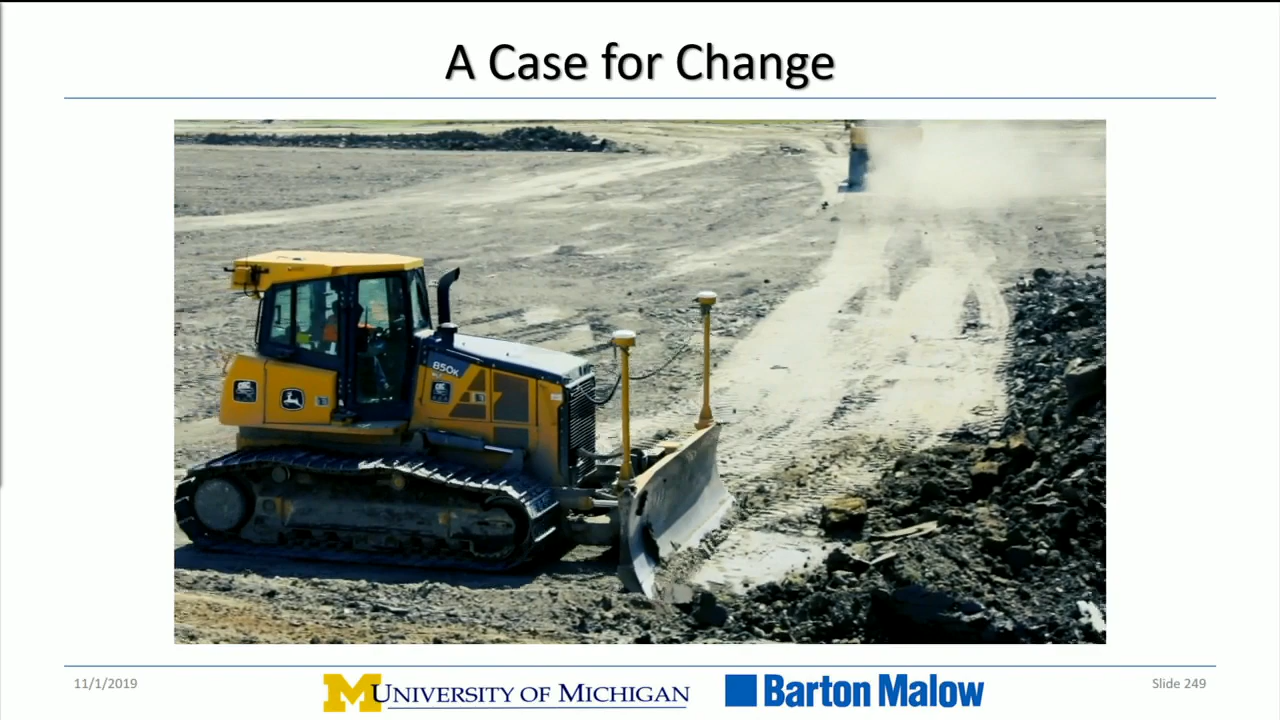 A Case for Change
850K
11/1/2019
M UNIVERSITY OF MICHIGAN
Barton Malow
Slide 249